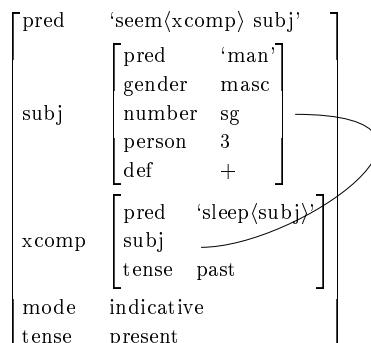 pred ‘seem⟨xcomp⟩ subj’
pred ‘man’
gender masc
subj number sg
person 3
def +
pred ‘sleep⟨subj⟩’
xcomp subj
tense past
mode indicative
tense present